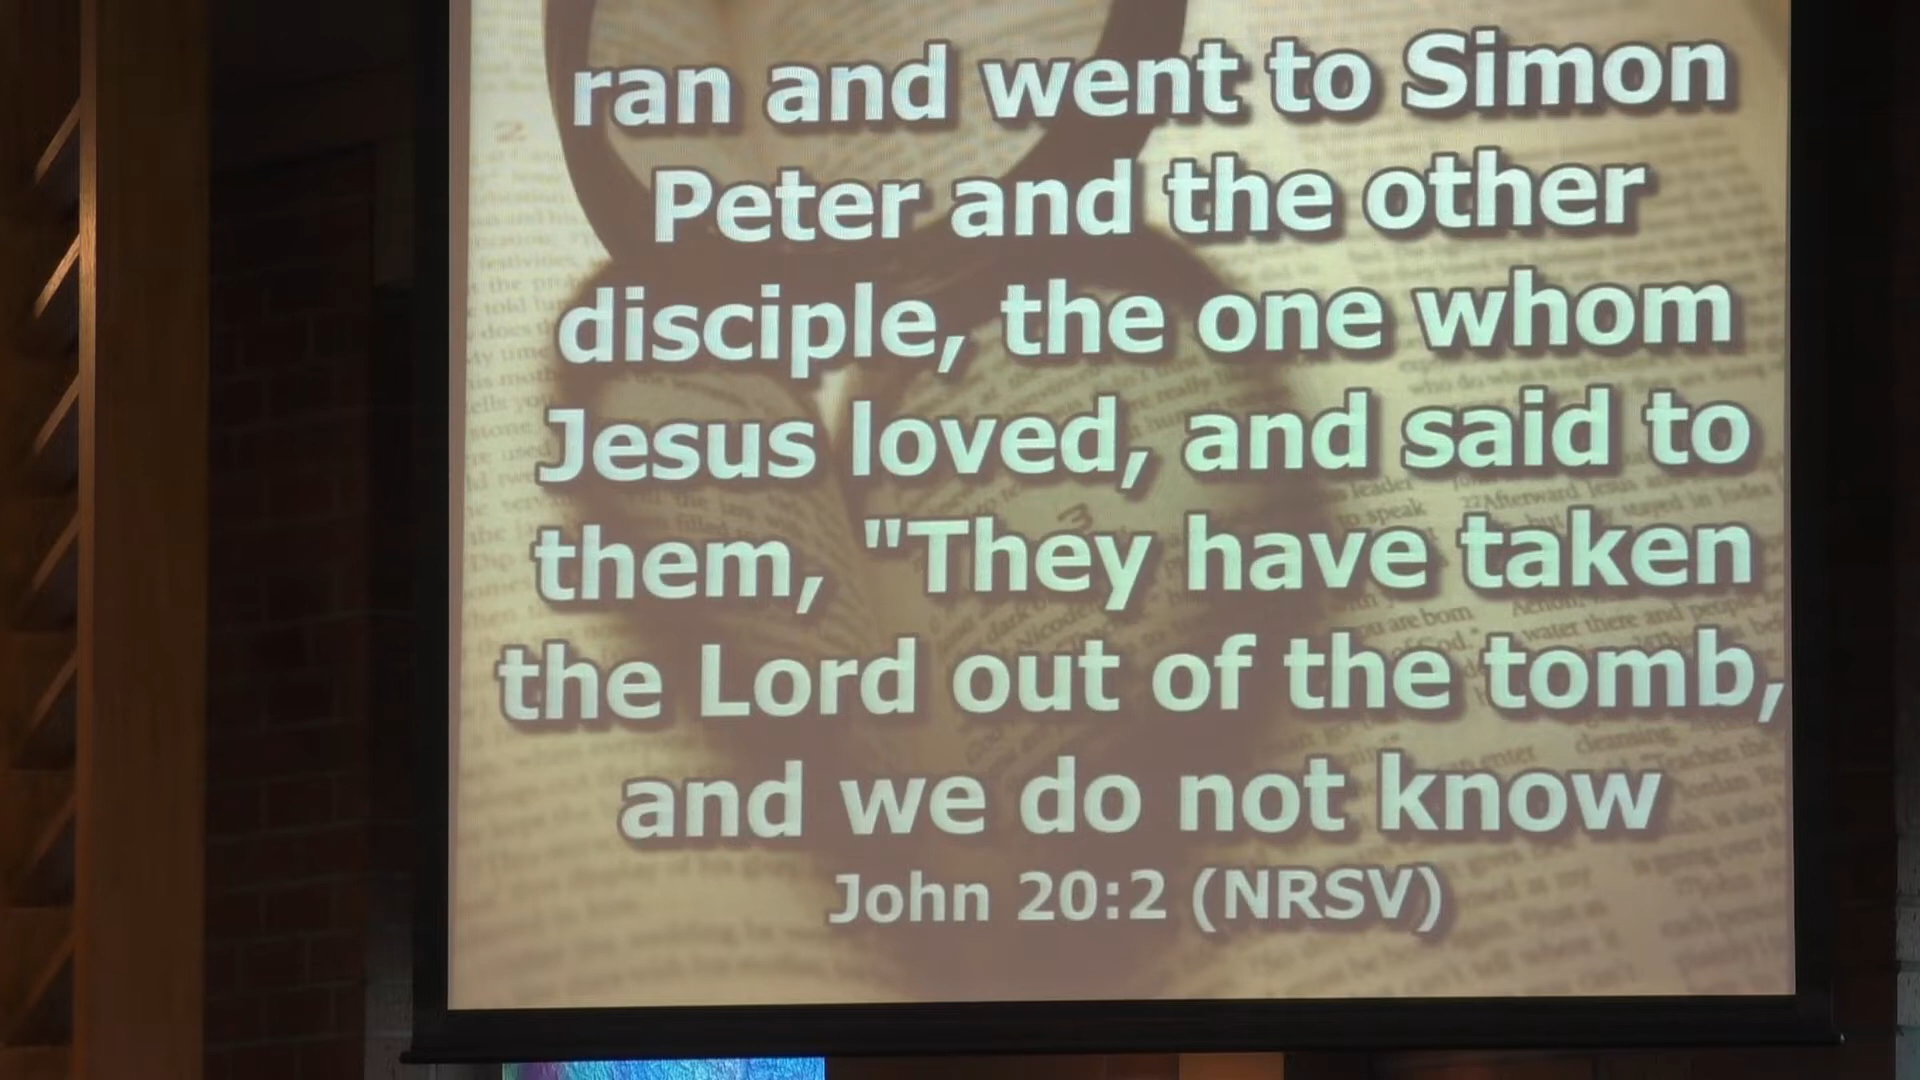 ran and went to Simon
Peter and the other
disciple, the one whom
Jesus loved, and said to
them, "They have taken
the Lord out of the tomb,
and we do not know
John 20:2 (NRSV)